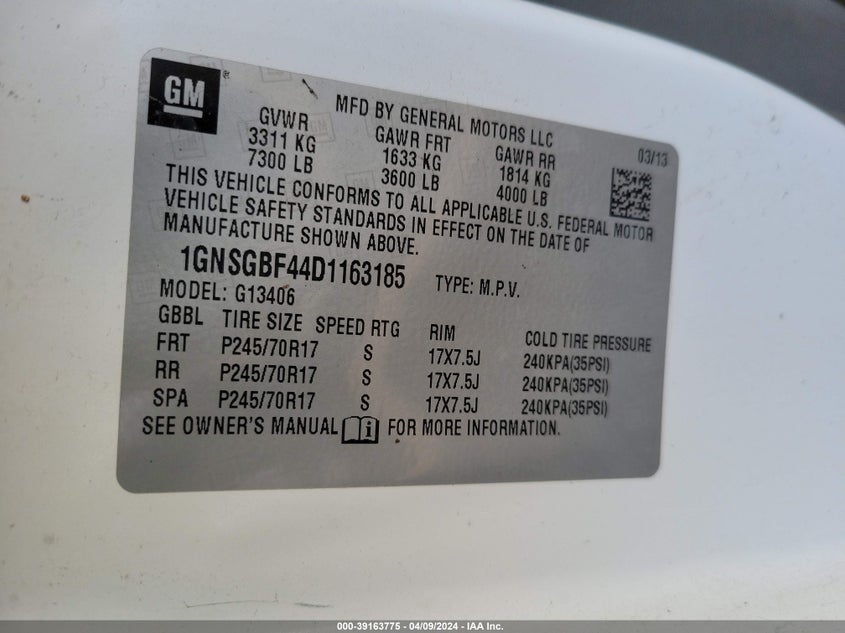 GM
MFD BY GENERAL MOTORS LLC
03/13
GVWR GAWR FRT GAWR RR
3311 KG 1633 KG 1814 KG
7300 LB 3600 LB 4000 LB
THIS VEHICLE CONFORMS TO ALL APPLICABLE U.S. FEDERAL MOTOR
VEHICLE SAFETY STANDARDS IN EFFECT ON THE DATE OF
MANUFACTURE SHOWN ABOVE.
1GNSGBF44D1163185 TYPE: M.P.V.
MODEL: G13406
GBBL TIRE SIZE SPEED RTG RIM COLD TIRE PRESSURE
FRT P245/70R17 S 17X7.5J 240KPA(35PSI)
RR P245/70R17 S 17X7.5J 240KPA(35PSI)
SPA P245/70R17 S 17X7.5J 240KPA(35PSI)
SEE OWNER'S MANUAL i FOR MORE INFORMATION.
000-39163775 - 04/09/2024 - IAA Inc.